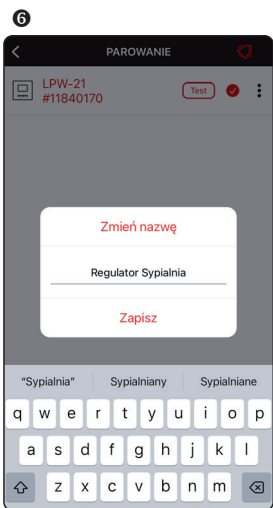 6
PAROWANIE
LPW-21
#11840170
Test
Zmień nazwę
Regulator Sypialnia
Zapisz
"Sypialnia" Sypialniany Sypialniane
q w e r t y u i o p
a s d f g h j k l
z x c v b n m